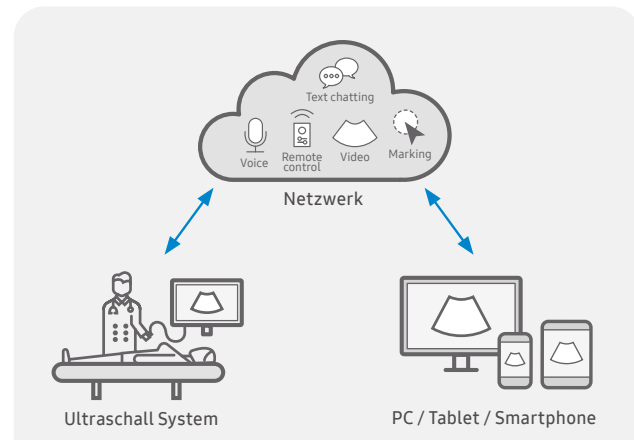 Text chatting
Voice
Remote
control
Video
Marking
Netzwerk
Ultraschall System
PC / Tablet / Smartphone